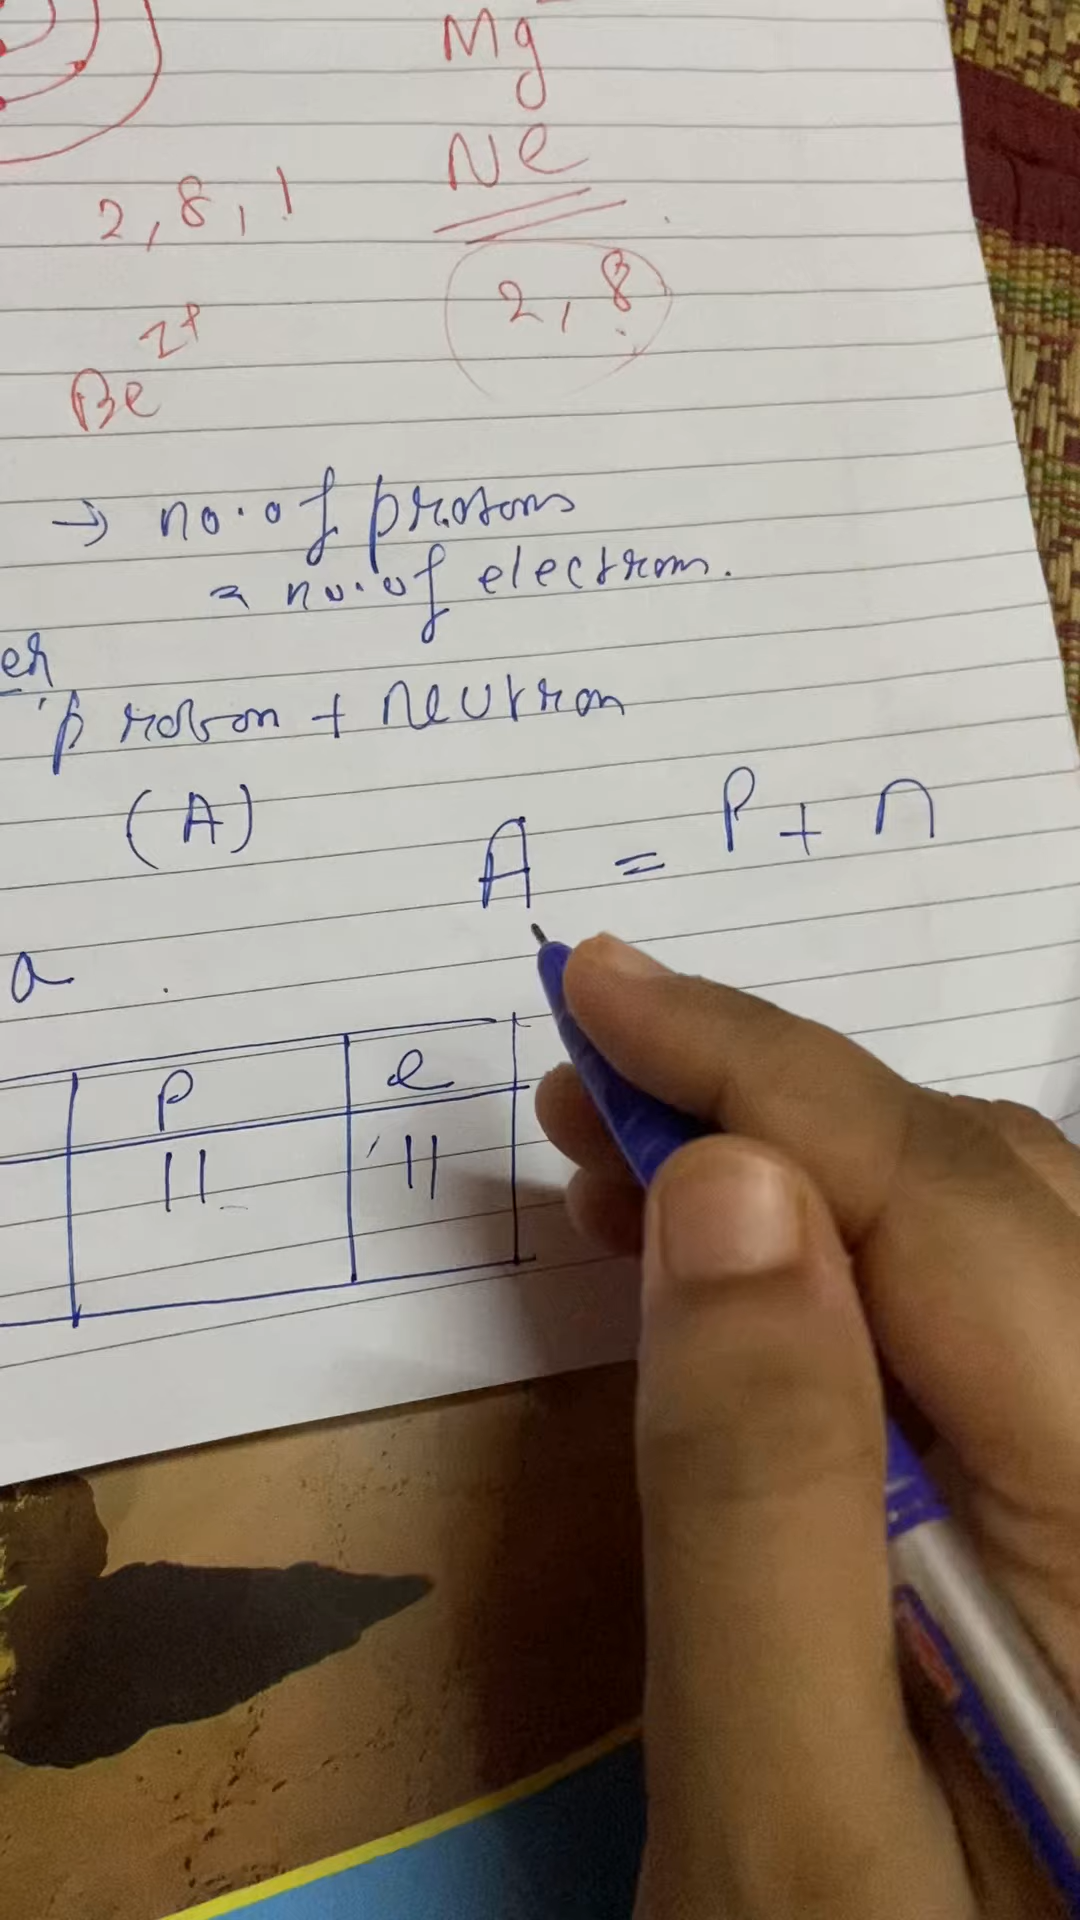 Mg
Ne
2, 8, 1
2, 8
Be 2+
→ no. of protons
= no. of electrons.
er
proton + neutron
(A)
A = P + n
a
p e
11 11